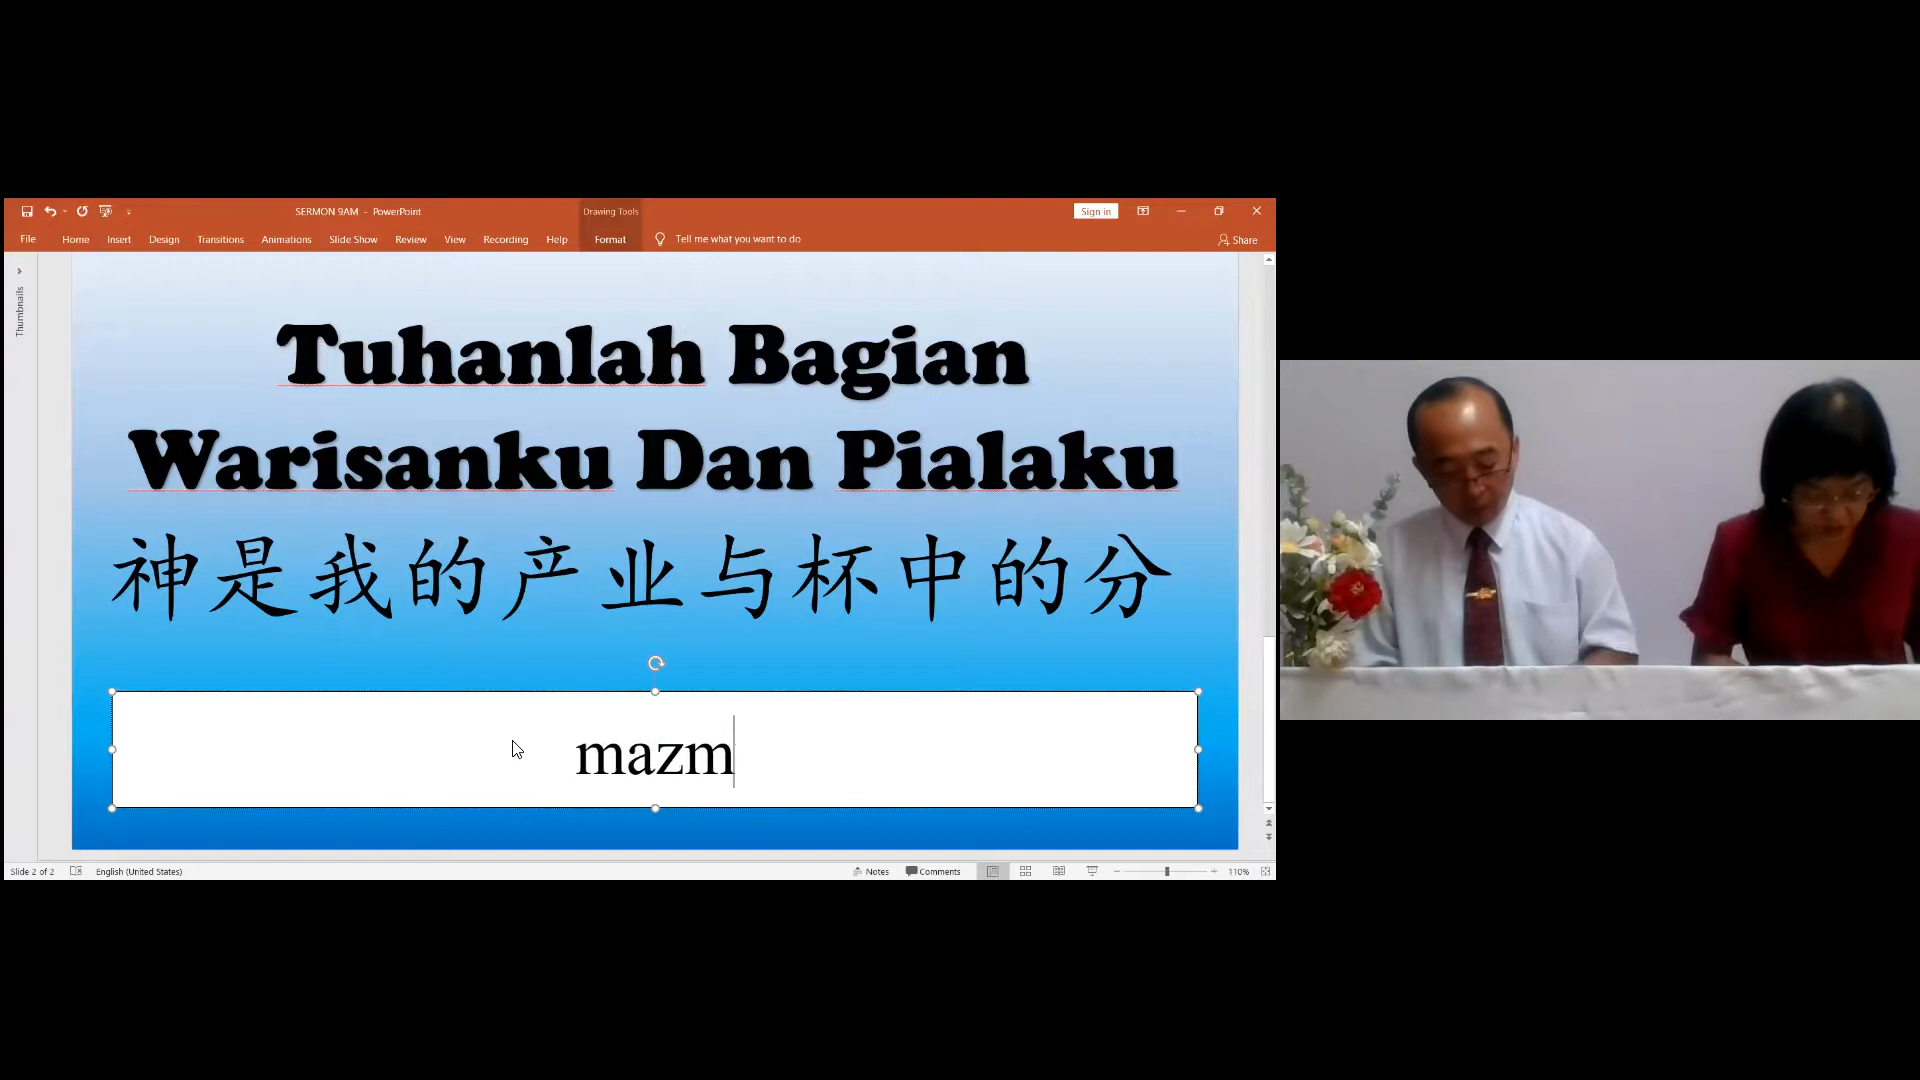 SERMON 9AM - PowerPoint
Drawing Tools
Sign in
File Home Insert Design Transitions Animations Slide Show Review View Recording Help Format Tell me what you want to do Share
Thumbnails
Tuhanlah Bagian
Warisanku Dan Pialaku
神是我的产业与杯中的分
mazm
Slide 2 of 2 English (United States) Notes Comments 110%